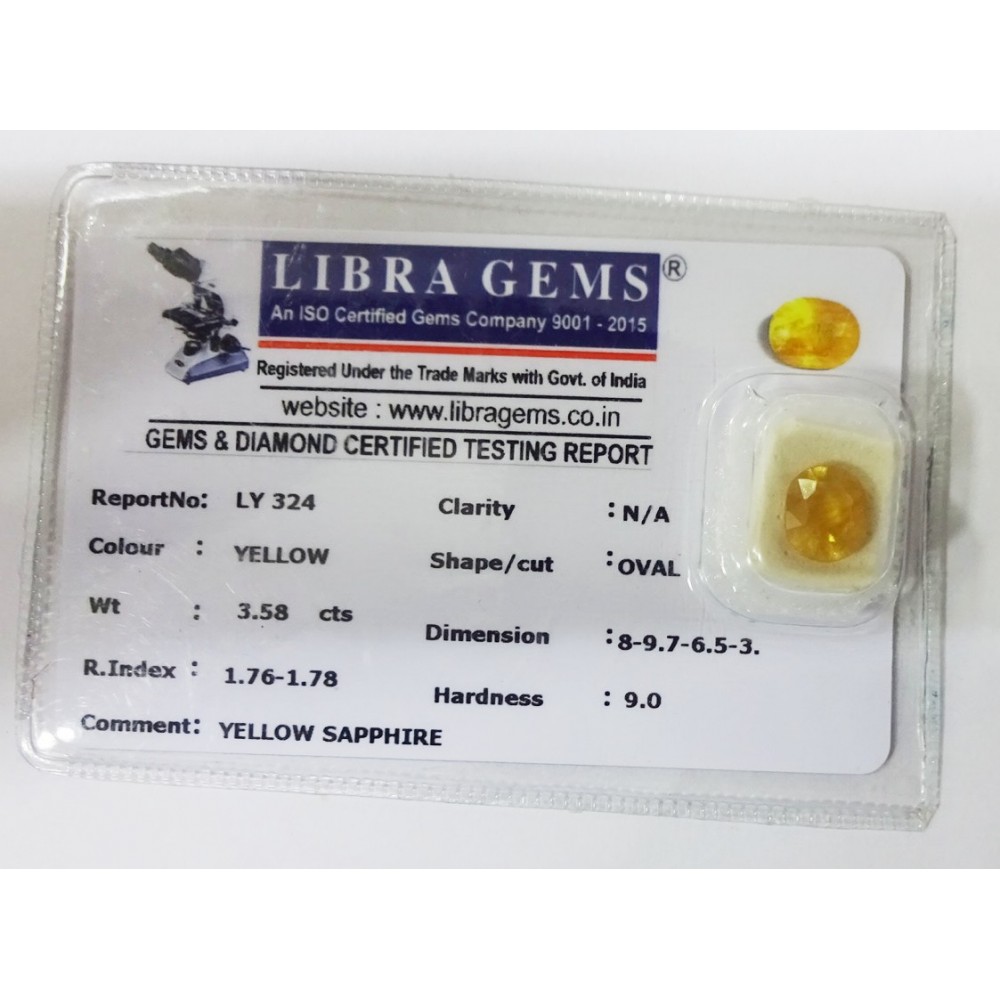 LIBRA GEMS®
An ISO Certified Gems Company 9001 - 2015
Registered Under the Trade Marks with Govt. of India
website : www.libragems.co.in
GEMS & DIAMOND CERTIFIED TESTING REPORT
ReportNo: LY 324
Clarity : N/A
Colour : YELLOW
Shape/cut : OVAL
Wt : 3.58 cts
Dimension : 8-9.7-6.5-3.
R.Index : 1.76-1.78
Hardness : 9.0
Comment: YELLOW SAPPHIRE